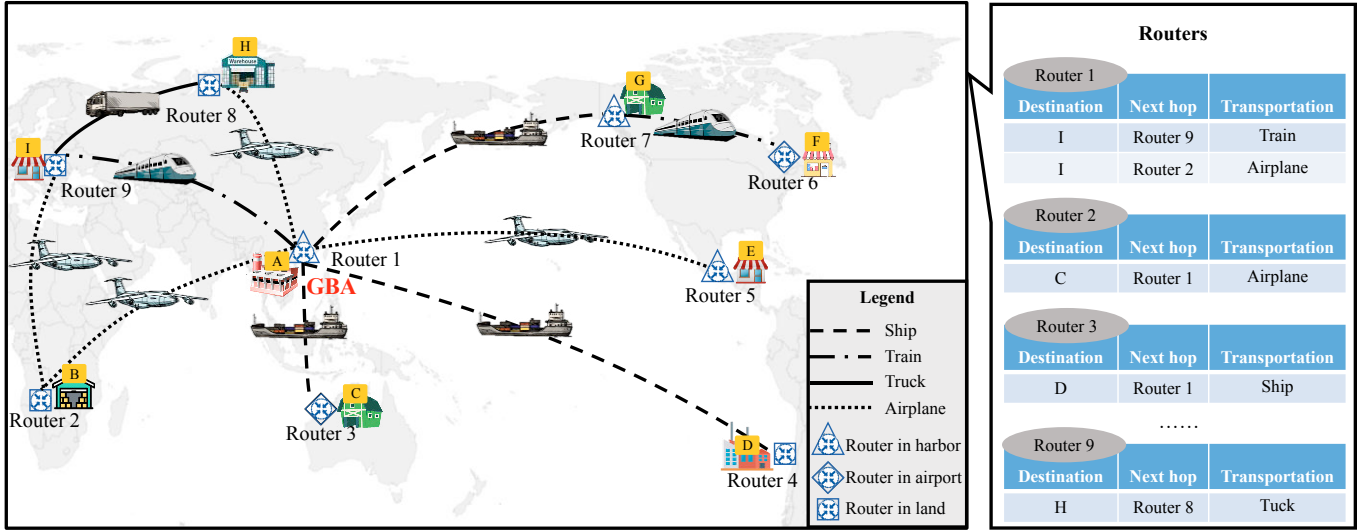 H
Warehouse
Router 8
G
Router 7
F
Router 6
I
Router 9
A
Router 1
GBA
E
Router 5
B
Router 2
C
Router 3
D
Router 4
Legend
Ship
Train
Truck
Airplane
Router in harbor
Router in airport
Router in land
Routers
Router 1
Destination Next hop Transportation
I Router 9 Train
I Router 2 Airplane
Router 2
Destination Next hop Transportation
C Router 1 Airplane
Router 3
Destination Next hop Transportation
D Router 1 Ship
......
Router 9
Destination Next hop Transportation
H Router 8 Tuck